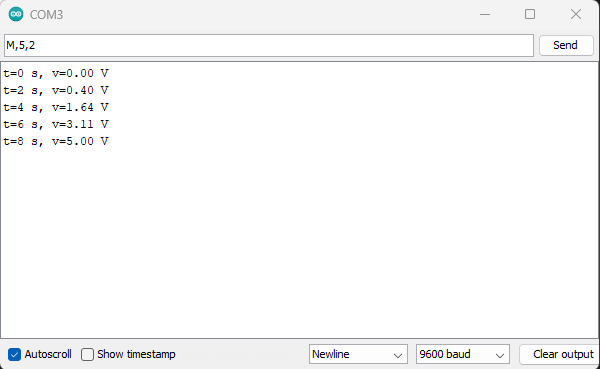 COM3
M,5,2
Send
t=0 s, v=0.00 V
t=2 s, v=0.40 V
t=4 s, v=1.64 V
t=6 s, v=3.11 V
t=8 s, v=5.00 V
Autoscroll Show timestamp Newline 9600 baud Clear output